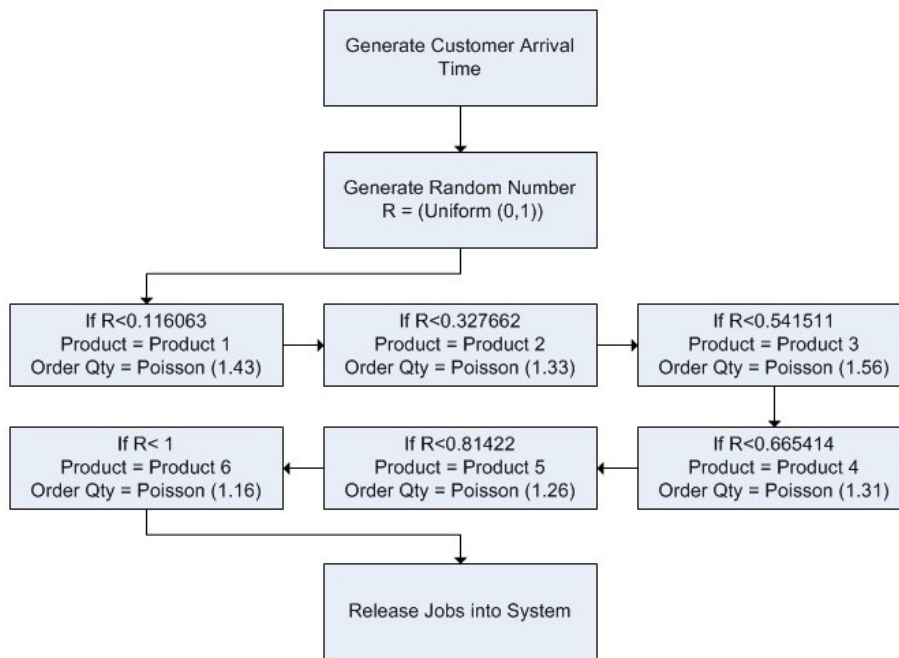 Generate Customer Arrival
Time
Generate Random Number
R = (Uniform (0,1))
If R<0.116063
Product = Product 1
Order Qty = Poisson (1.43)
If R<0.327662
Product = Product 2
Order Qty = Poisson (1.33)
If R<0.541511
Product = Product 3
Order Qty = Poisson (1.56)
If R<0.665414
Product = Product 4
Order Qty = Poisson (1.31)
If R<0.81422
Product = Product 5
Order Qty = Poisson (1.26)
If R< 1
Product = Product 6
Order Qty = Poisson (1.16)
Release Jobs into System